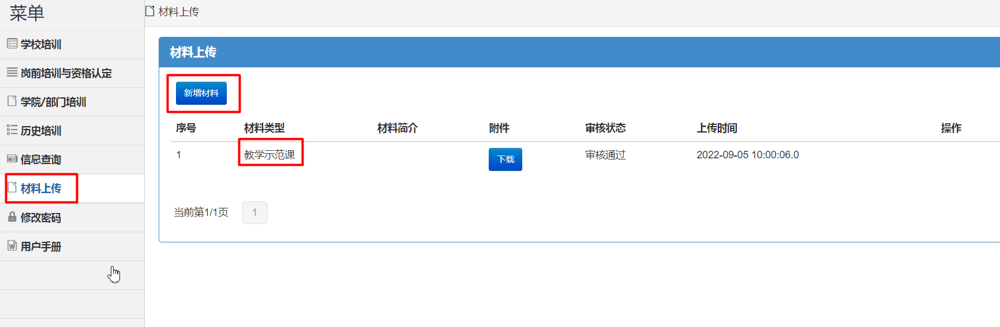 菜单
学校培训
岗前培训与资格认定
学院/部门培训
历史培训
信息查询
材料上传
修改密码
用户手册
材料上传
材料上传
新增材料
序号 材料类型 材料简介 附件 审核状态 上传时间 操作
1 教学示范课 下载 审核通过 2022-09-05 10:00:06.0
当前第1/1页 1